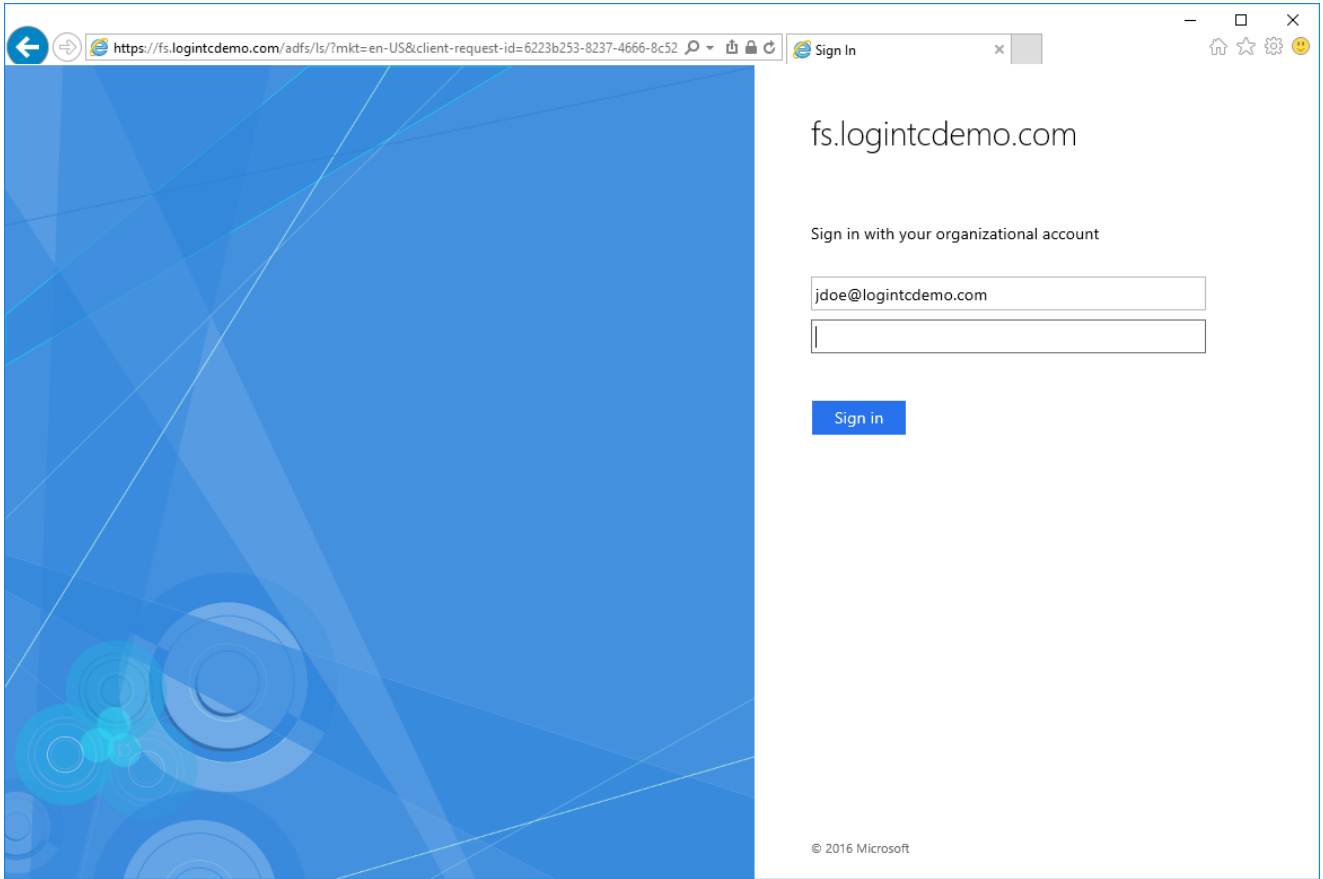 https://fs.logintcdemo.com/adfs/ls/?mkt=en-US&client-request-id=6223b253-8237-4666-8c52
Sign In
fs.logintcdemo.com
Sign in with your organizational account
jdoe@logintcdemo.com
Sign in
© 2016 Microsoft